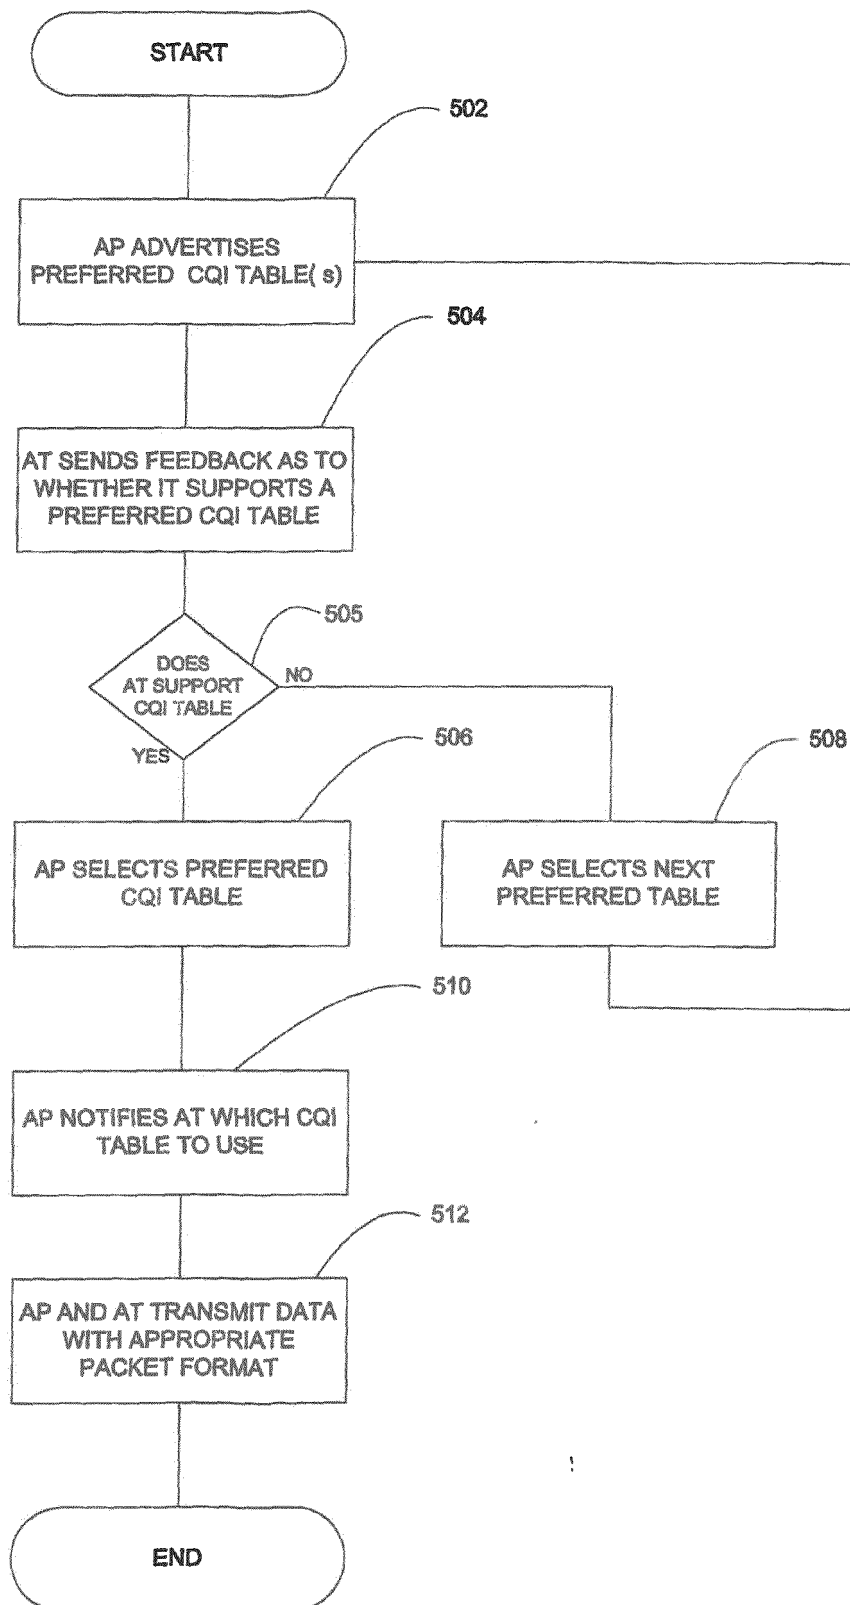 START
502
AP ADVERTISES
PREFERRED CQI TABLE( s)
504
AT SENDS FEEDBACK AS TO
WHETHER IT SUPPORTS A
PREFERRED CQI TABLE
505
DOES
AT SUPPORT
CQI TABLE
NO
YES
506
508
AP SELECTS PREFERRED
CQI TABLE
AP SELECTS NEXT
PREFERRED TABLE
510
AP NOTIFIES AT WHICH CQI
TABLE TO USE
512
AP AND AT TRANSMIT DATA
WITH APPROPRIATE
PACKET FORMAT
END